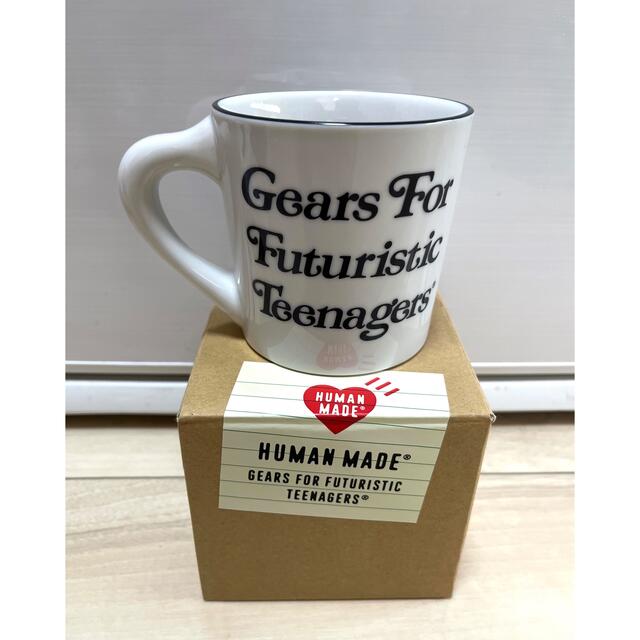 Gears For
Futuristic
Teenagers®
HUMAN
MADE®
HUMAN MADE®
GEARS FOR FUTURISTIC
TEENAGERS®